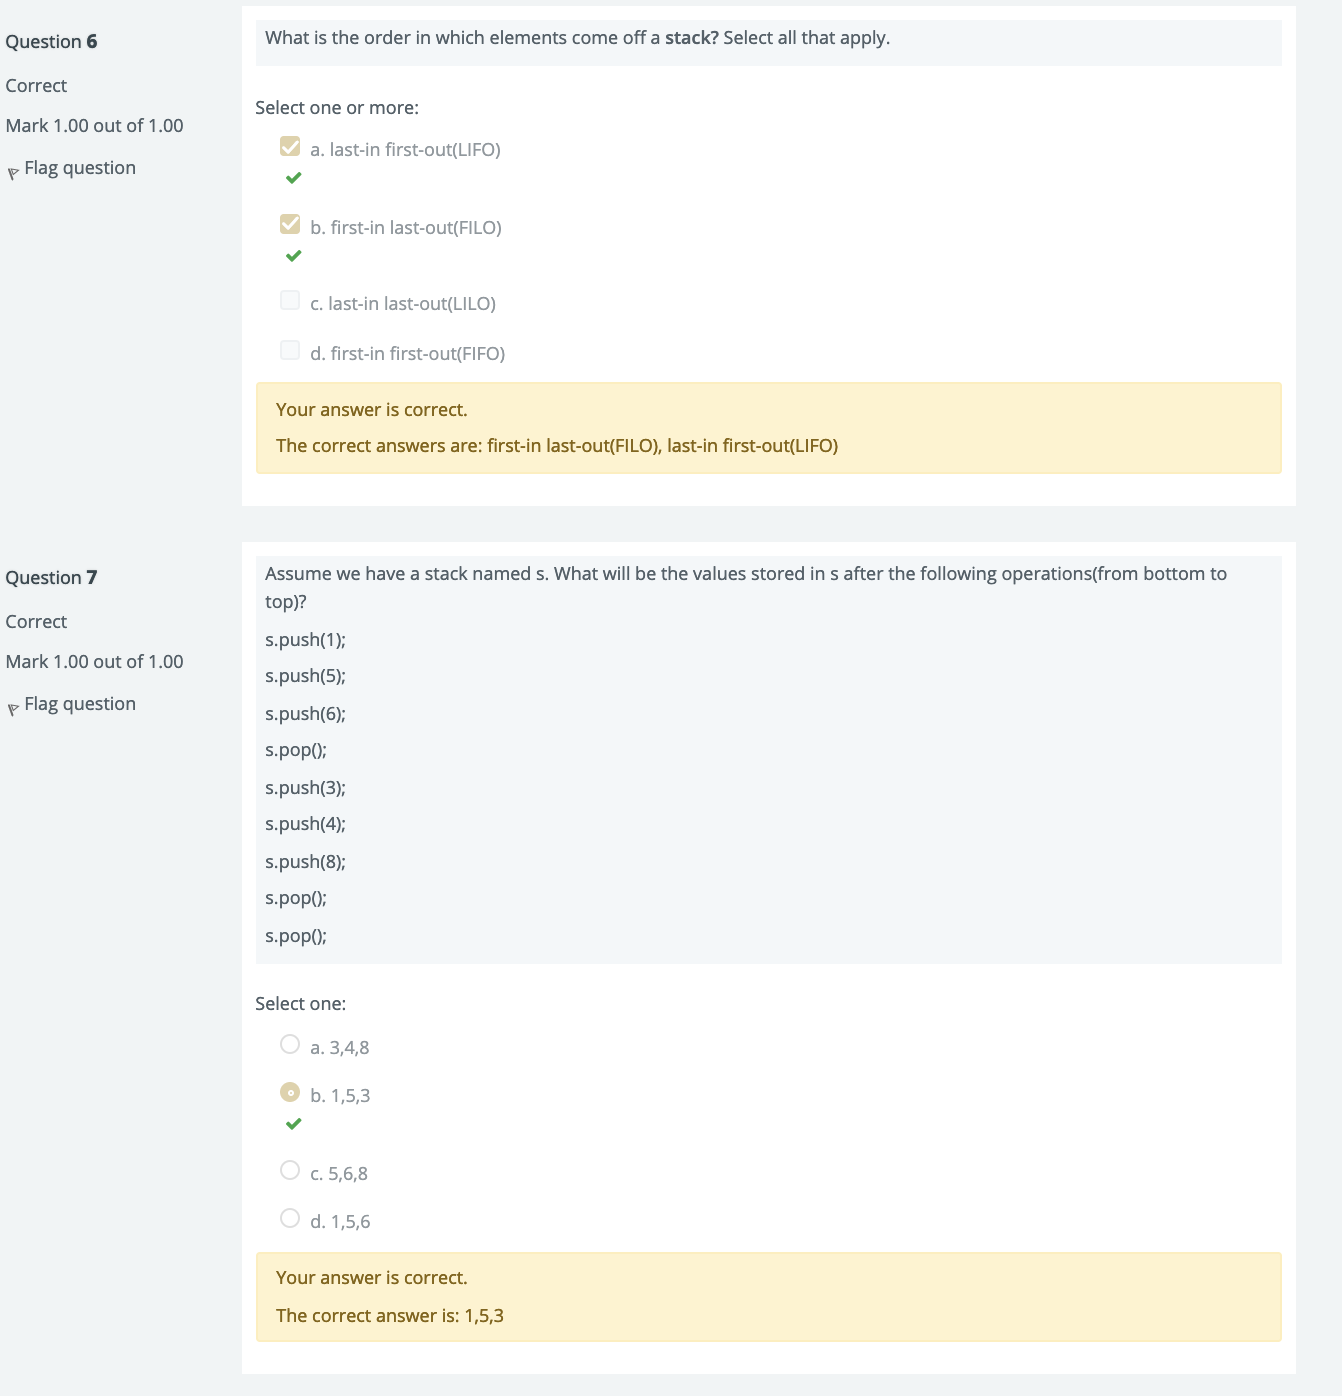 Question 6
Correct
Mark 1.00 out of 1.00
Flag question
What is the order in which elements come off a stack? Select all that apply.
Select one or more:
a. last-in first-out(LIFO)
b. first-in last-out(FILO)
c. last-in last-out(LILO)
d. first-in first-out(FIFO)
Your answer is correct.
The correct answers are: first-in last-out(FILO), last-in first-out(LIFO)
Question 7
Correct
Mark 1.00 out of 1.00
Flag question
Assume we have a stack named s. What will be the values stored in s after the following operations(from bottom to
top)?
s.push(1);
s.push(5);
s.push(6);
s.pop();
s.push(3);
s.push(4);
s.push(8);
s.pop();
s.pop();
Select one:
a. 3,4,8
b. 1,5,3
c. 5,6,8
d. 1,5,6
Your answer is correct.
The correct answer is: 1,5,3